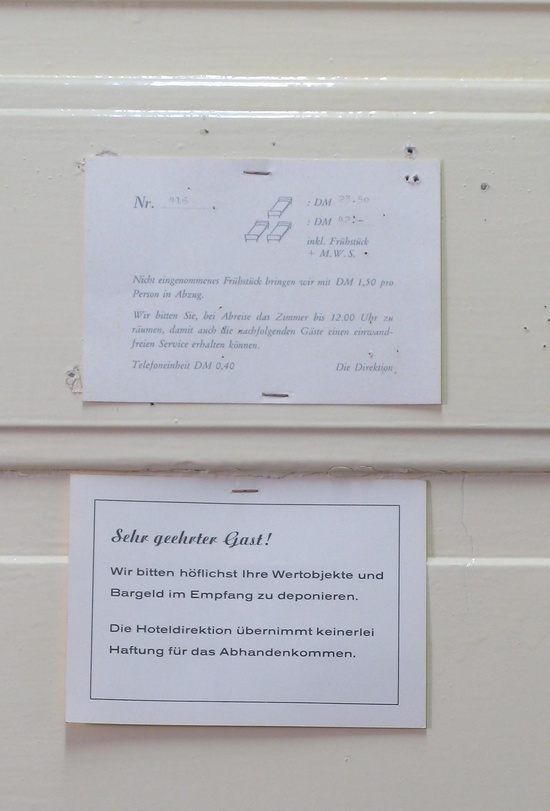 Nr.
: DM
: DM
inkl. Frühstück
+ M.W.S.
Nicht eingenommenes Frühstück bringen wir mit DM 1,50 pro
Person in Abzug.
Wir bitten Sie, bei Abreise das Zimmer bis 12.00 Uhr zu
räumen, damit auch die nachfolgenden Gäste einen einwand-
freien Service erhalten können.
Telefoneinheit DM 0,40 Die Direktion
Sehr geehrter Gast!
Wir bitten höflichst Ihre Wertobjekte und
Bargeld im Empfang zu deponieren.
Die Hoteldirektion übernimmt keinerlei
Haftung für das Abhandenkommen.